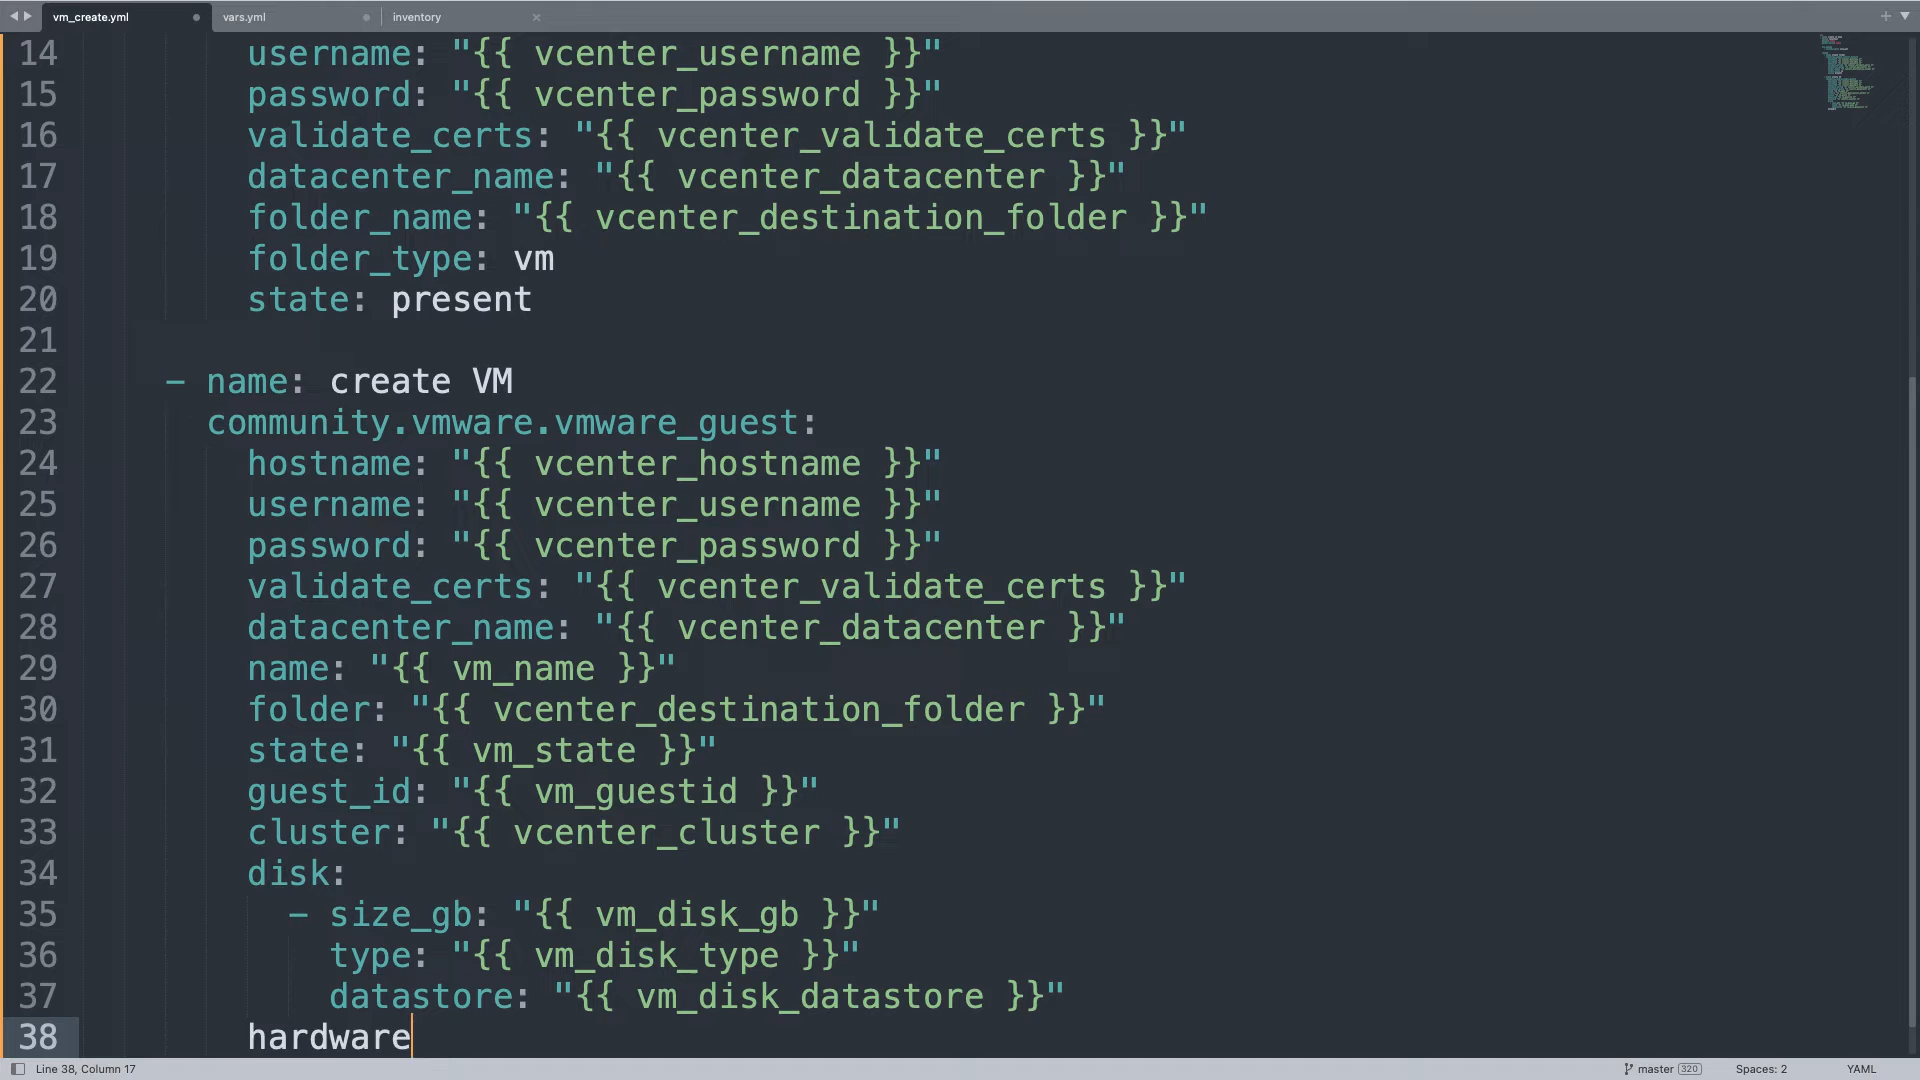 vm_create.yml vars.yml inventory
14 username: "{{ vcenter_username }}"
15 password: "{{ vcenter_password }}"
16 validate_certs: "{{ vcenter_validate_certs }}"
17 datacenter_name: "{{ vcenter_datacenter }}"
18 folder_name: "{{ vcenter_destination_folder }}"
19 folder_type: vm
20 state: present
21
22 - name: create VM
23 community.vmware.vmware_guest:
24 hostname: "{{ vcenter_hostname }}"
25 username: "{{ vcenter_username }}"
26 password: "{{ vcenter_password }}"
27 validate_certs: "{{ vcenter_validate_certs }}"
28 datacenter_name: "{{ vcenter_datacenter }}"
29 name: "{{ vm_name }}"
30 folder: "{{ vcenter_destination_folder }}"
31 state: "{{ vm_state }}"
32 guest_id: "{{ vm_guestid }}"
33 cluster: "{{ vcenter_cluster }}"
34 disk:
35 - size_gb: "{{ vm_disk_gb }}"
36 type: "{{ vm_disk_type }}"
37 datastore: "{{ vm_disk_datastore }}"
38 hardware
Line 38, Column 17 master 320 Spaces: 2 YAML